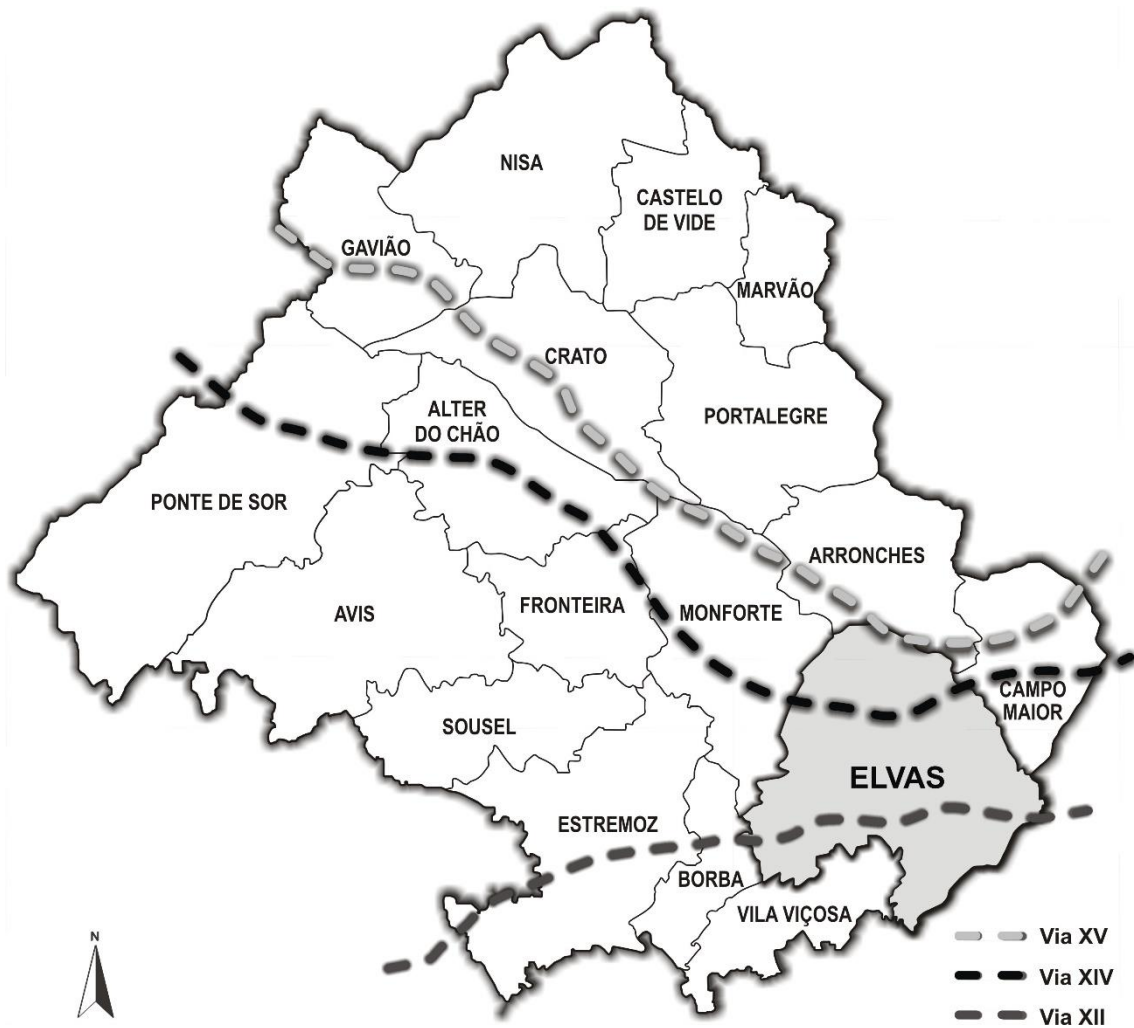 NISA
CASTELO
DE VIDE
GAVIÃO
MARVÃO
CRATO
ALTER
DO CHÃO
PORTALEGRE
PONTE DE SOR
ARRONCHES
AVIS
FRONTEIRA
MONFORTE
CAMPO
MAIOR
SOUSEL
ELVAS
ESTREMOZ
BORBA
VILA VIÇOSA
N
Via XV
Via XIV
Via XII